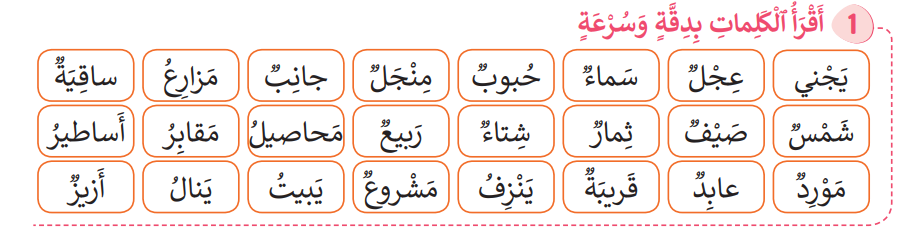 1 أَقْرَأُ ٱلْكَلِماتِ بِدِقَّةٍ وَسُرْعَةٍ
يَجْني عِجْلٌ سَماءٌ حُبوبٌ مِنْجَلٌ جانِبٌ مَزارِعُ ساقِيَةٌ
شَمْسٌ صَيْفٌ ثِمارٌ شِتاءٌ رَبيعٌ مَحاصيلُ مَقابِرُ أَساطيرُ
مَوْرِدٌ عابِدٌ قَريبَةٌ يَنْزِفُ مَشْروعٌ يَبيتُ يَنالُ أَزيزٌ